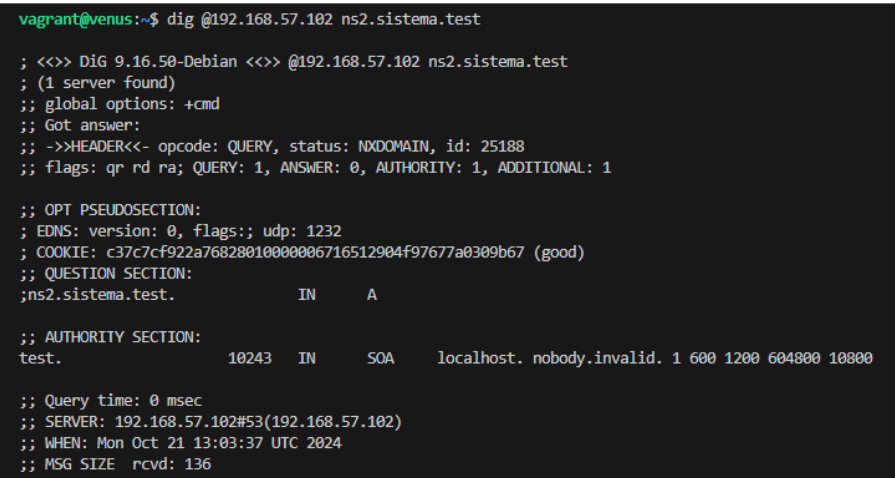 vagrant@venus:~$ dig @192.168.57.102 ns2.sistema.test
; <<>> DiG 9.16.50-Debian <<>> @192.168.57.102 ns2.sistema.test
; (1 server found)
;; global options: +cmd
;; Got answer:
;; ->>HEADER<<- opcode: QUERY, status: NXDOMAIN, id: 25188
;; flags: qr rd ra; QUERY: 1, ANSWER: 0, AUTHORITY: 1, ADDITIONAL: 1
;; OPT PSEUDOSECTION:
; EDNS: version: 0, flags:; udp: 1232
; COOKIE: c37c7cf922a76828010000006716512904f97677a0309b67 (good)
;; QUESTION SECTION:
;ns2.sistema.test. IN A
;; AUTHORITY SECTION:
test. 10243 IN SOA localhost. nobody.invalid. 1 600 1200 604800 10800
;; Query time: 0 msec
;; SERVER: 192.168.57.102#53(192.168.57.102)
;; WHEN: Mon Oct 21 13:03:37 UTC 2024
;; MSG SIZE rcvd: 136